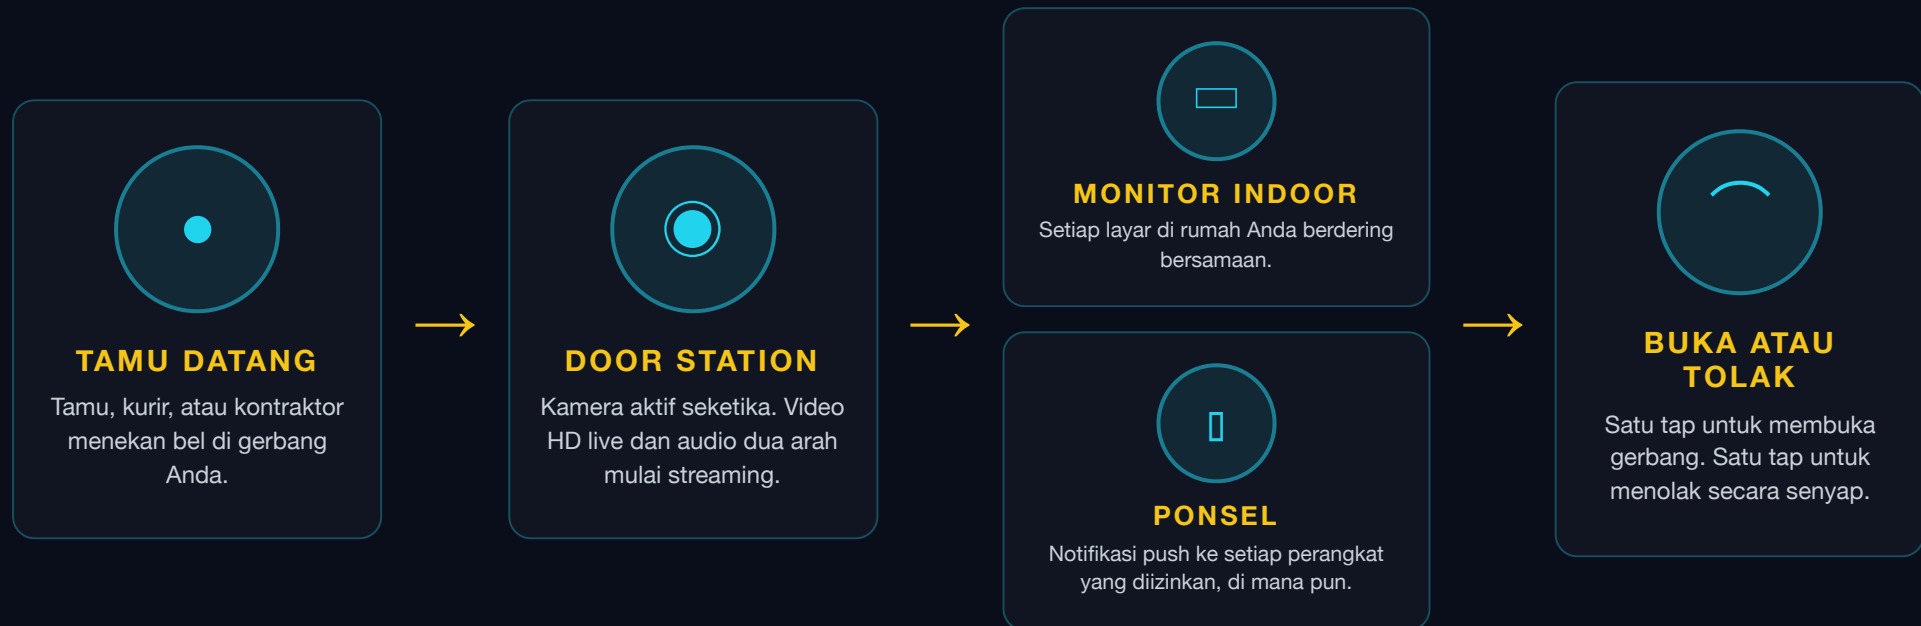 TAMU DATANG
Tamu, kurir, atau kontraktor
menekan bel di gerbang
Anda.
DOOR STATION
Kamera aktif seketika. Video
HD live dan audio dua arah
mulai streaming.
MONITOR INDOOR
Setiap layar di rumah Anda berdering
bersamaan.
PONSEL
Notifikasi push ke setiap perangkat
yang diizinkan, di mana pun.
BUKA ATAU
TOLAK
Satu tap untuk membuka
gerbang. Satu tap untuk
menolak secara senyap.